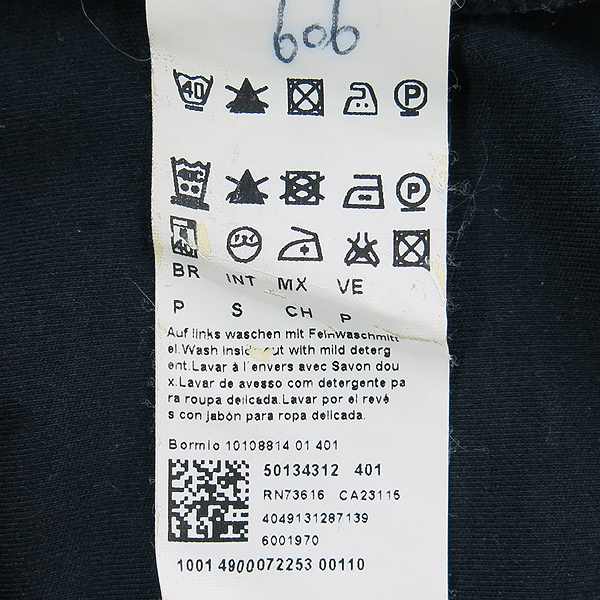 606
40
P
P
40
BR INT MX VE
P S CH P
Auf links waschen mit Feinwaschmitt
el.Wash inside out with mild deterg
ent.Lavar à l'envers avec Savon dou
x.Lavar de avesso com detergente pa
ra roupa delicada.Lavar por el revé
s con jabón para ropa delicada.
Bormio 10108814 01 401
50134312 401
RN73616 CA23115
4049131287139
6001970
1001 4900072253 00110